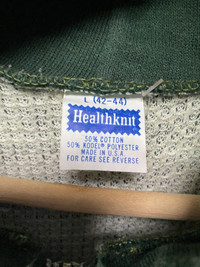 L (42-44)
Healthknit
50% COTTON
50% KODEL® POLYESTER
MADE IN U.S.A.
FOR CARE SEE REVERSE